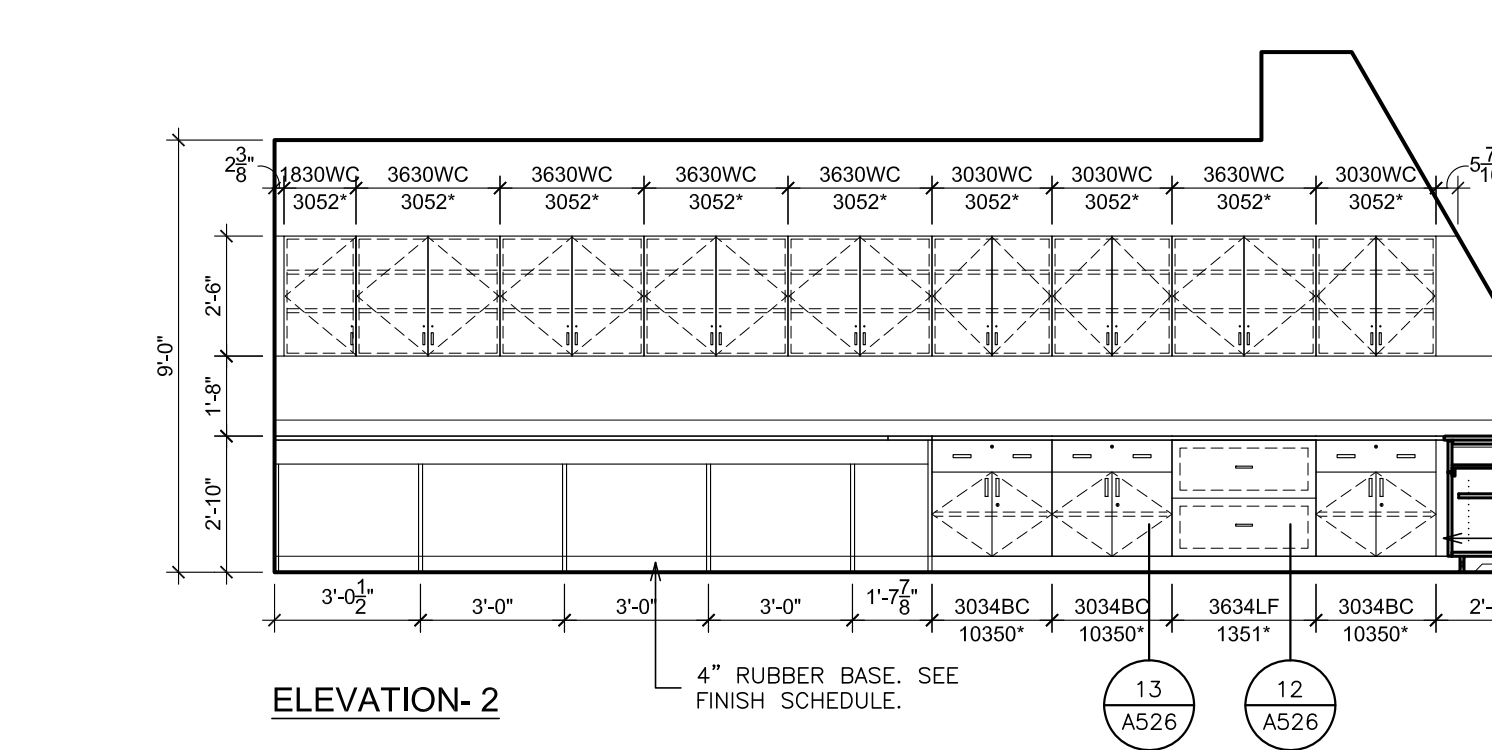 2 3/8" 1830WC 3630WC 3630WC 3630WC 3630WC 3030WC 3030WC 3630WC 3030WC
3052* 3052* 3052* 3052* 3052* 3052* 3052* 3052* 3052*
2'-6"
9'-0"
1'-8"
2'-10"
3'-0 1/2" 3'-0" 3'-0" 3'-0" 1'-7 7/8" 3034BC 3034BC 3634LF 3034BC
10350* 10350* 1351* 10350*
4” RUBBER BASE. SEE
FINISH SCHEDULE.
ELEVATION- 2
13
A526
12
A526